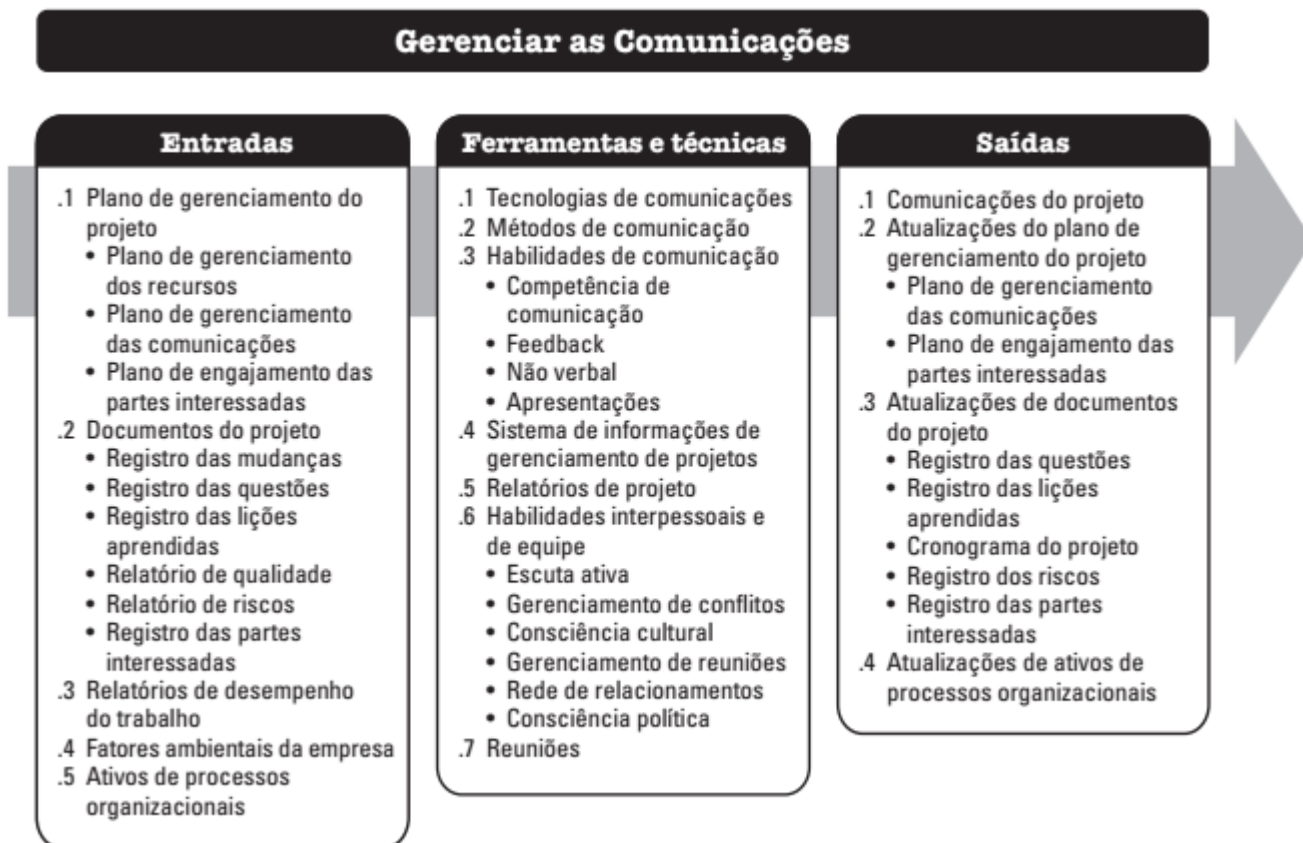 Gerenciar as Comunicações
Entradas
.1 Plano de gerenciamento do
projeto
• Plano de gerenciamento
dos recursos
• Plano de gerenciamento
das comunicações
• Plano de engajamento das
partes interessadas
.2 Documentos do projeto
• Registro das mudanças
• Registro das questões
• Registro das lições
aprendidas
• Relatório de qualidade
• Relatório de riscos
• Registro das partes
interessadas
.3 Relatórios de desempenho
do trabalho
.4 Fatores ambientais da empresa
.5 Ativos de processos
organizacionais
Ferramentas e técnicas
.1 Tecnologias de comunicações
.2 Métodos de comunicação
.3 Habilidades de comunicação
• Competência de
comunicação
• Feedback
• Não verbal
• Apresentações
.4 Sistema de informações de
gerenciamento de projetos
.5 Relatórios de projeto
.6 Habilidades interpessoais e
de equipe
• Escuta ativa
• Gerenciamento de conflitos
• Consciência cultural
• Gerenciamento de reuniões
• Rede de relacionamentos
• Consciência política
.7 Reuniões
Saídas
.1 Comunicações do projeto
.2 Atualizações do plano de
gerenciamento do projeto
• Plano de gerenciamento
das comunicações
• Plano de engajamento das
partes interessadas
.3 Atualizações de documentos
do projeto
• Registro das questões
• Registro das lições
aprendidas
• Cronograma do projeto
• Registro dos riscos
• Registro das partes
interessadas
.4 Atualizações de ativos de
processos organizacionais